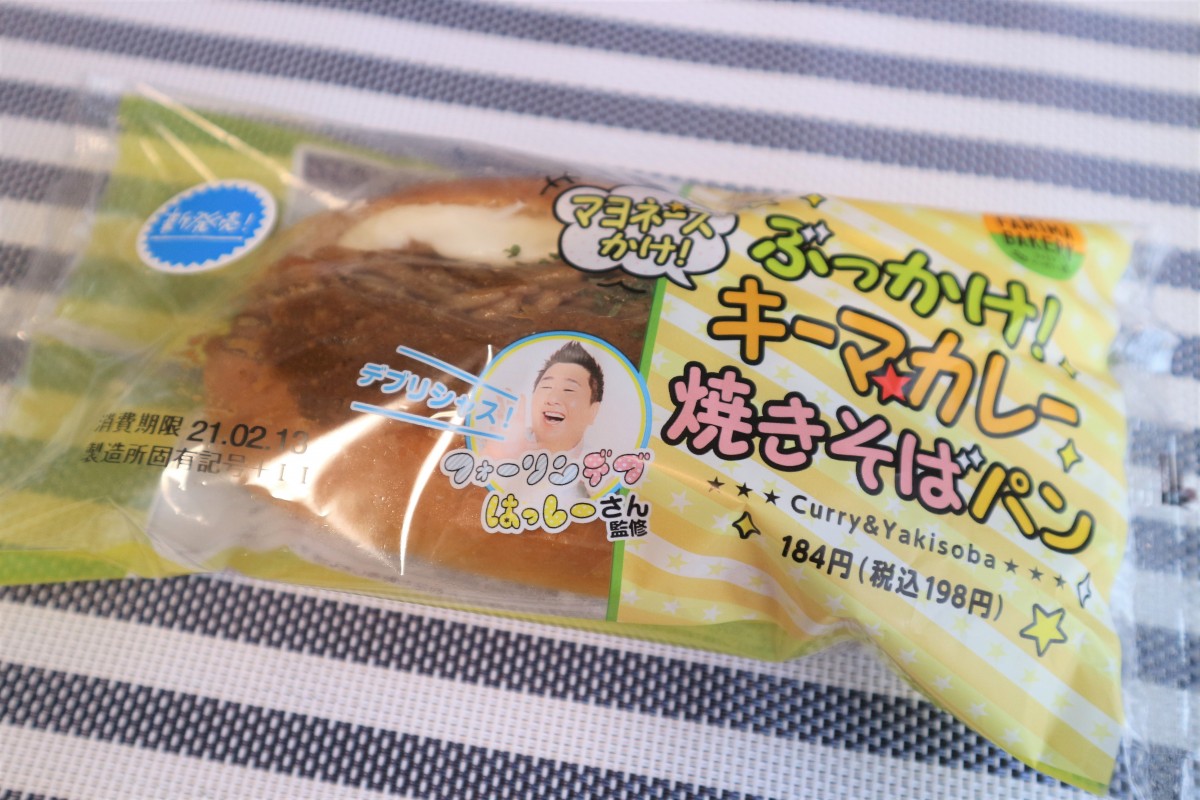 新発売!
マヨネーズ
かけ!
ぶっかけ!
キーマ★カレー
焼きそばパン
★★★ Curry&Yakisoba ★★★
184円(税込198円)
デブリシャス!
フォーリンデブ
はっしーさん
監修
消費期限 21.02.13
製造所固有記号+I I